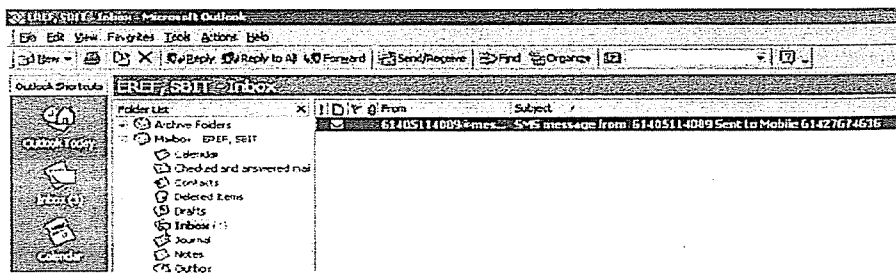 EREF, SBIT - Inbox - Microsoft Outlook
File Edit View Favorites Tools Actions Help
New Reply Reply to All Forward Send/Receive Find Organize
Outlook Shortcuts EREF, SBIT - Inbox
Folder List From Subject
Archive Folders 61405114089@mes... SMS message from 61405114089 Sent to Mobile
Outlook Today Mailbox - EREF, SBIT
Calendar
Checked and answered mai
Contacts
Inbox Deleted Items
Drafts
Inbox
Journal
Calendar Notes
Outbox